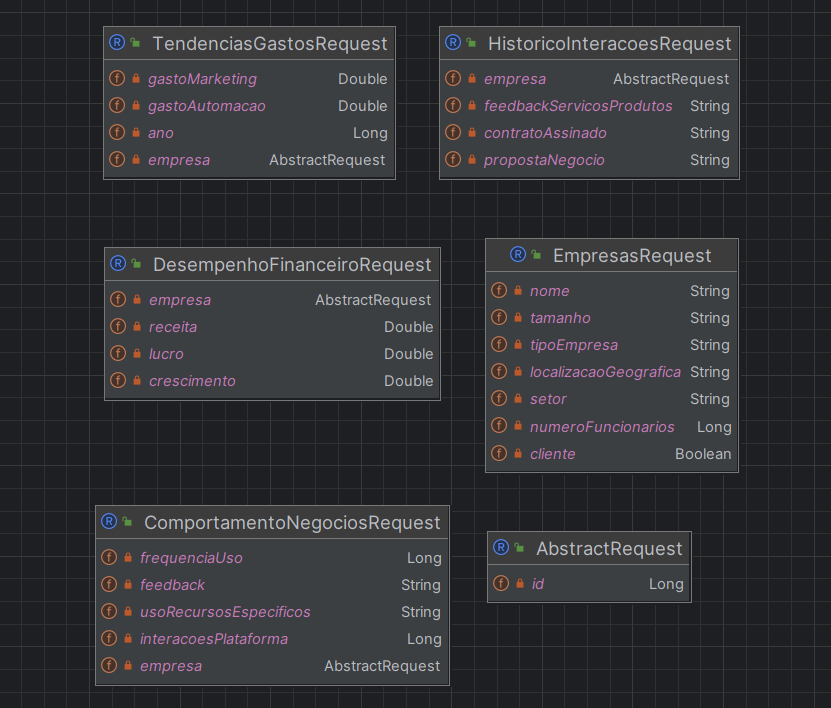 TendenciasGastosRequest
gastoMarketing Double
gastoAutomacao Double
ano Long
empresa AbstractRequest
HistoricoInteracoesRequest
empresa AbstractRequest
feedbackServicosProdutos String
contratoAssinado String
propostaNegocio String
DesempenhoFinanceiroRequest
empresa AbstractRequest
receita Double
lucro Double
crescimento Double
EmpresasRequest
nome String
tamanho String
tipoEmpresa String
localizacaoGeografica String
setor String
numeroFuncionarios Long
cliente Boolean
ComportamentoNegociosRequest
frequenciaUso Long
feedback String
usoRecursosEspecificos String
interacoesPlataforma Long
empresa AbstractRequest
AbstractRequest
id Long